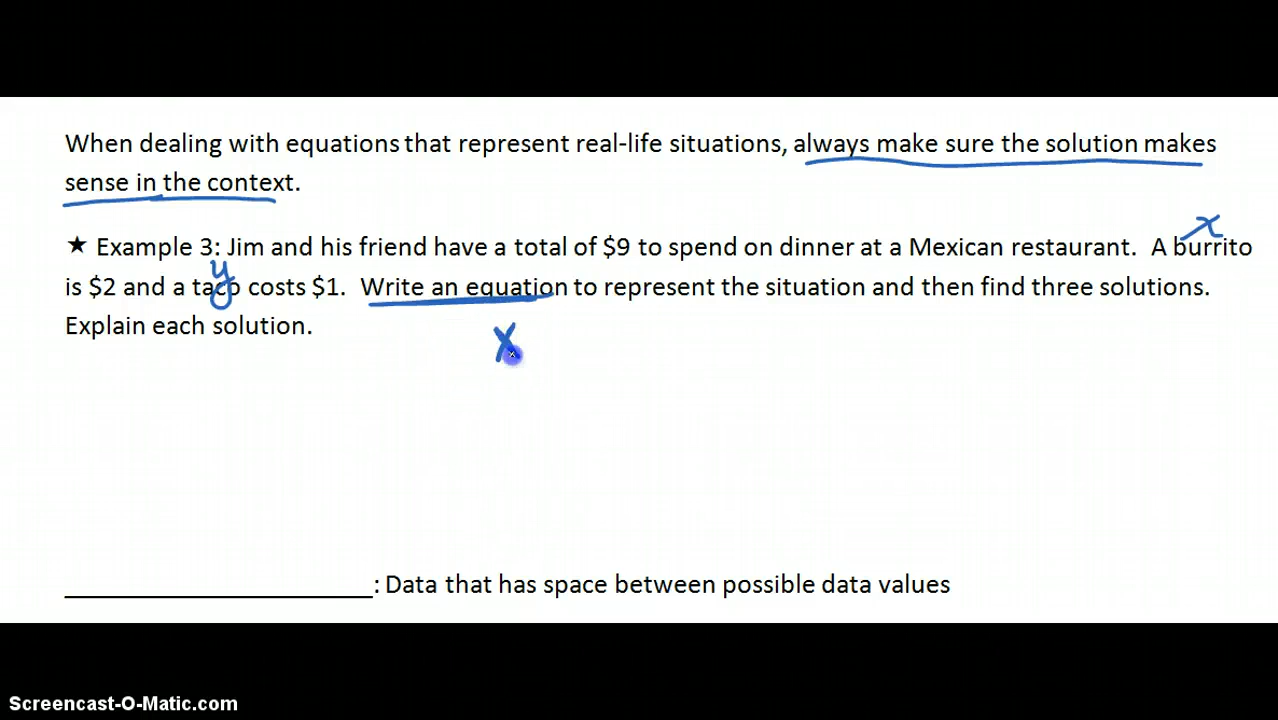 When dealing with equations that represent real-life situations, always make sure the solution makes
sense in the context.
x
★ Example 3: Jim and his friend have a total of $9 to spend on dinner at a Mexican restaurant. A burrito
y
is $2 and a taco costs $1. Write an equation to represent the situation and then find three solutions.
Explain each solution.
x
____________________: Data that has space between possible data values
Screencast-O-Matic.com